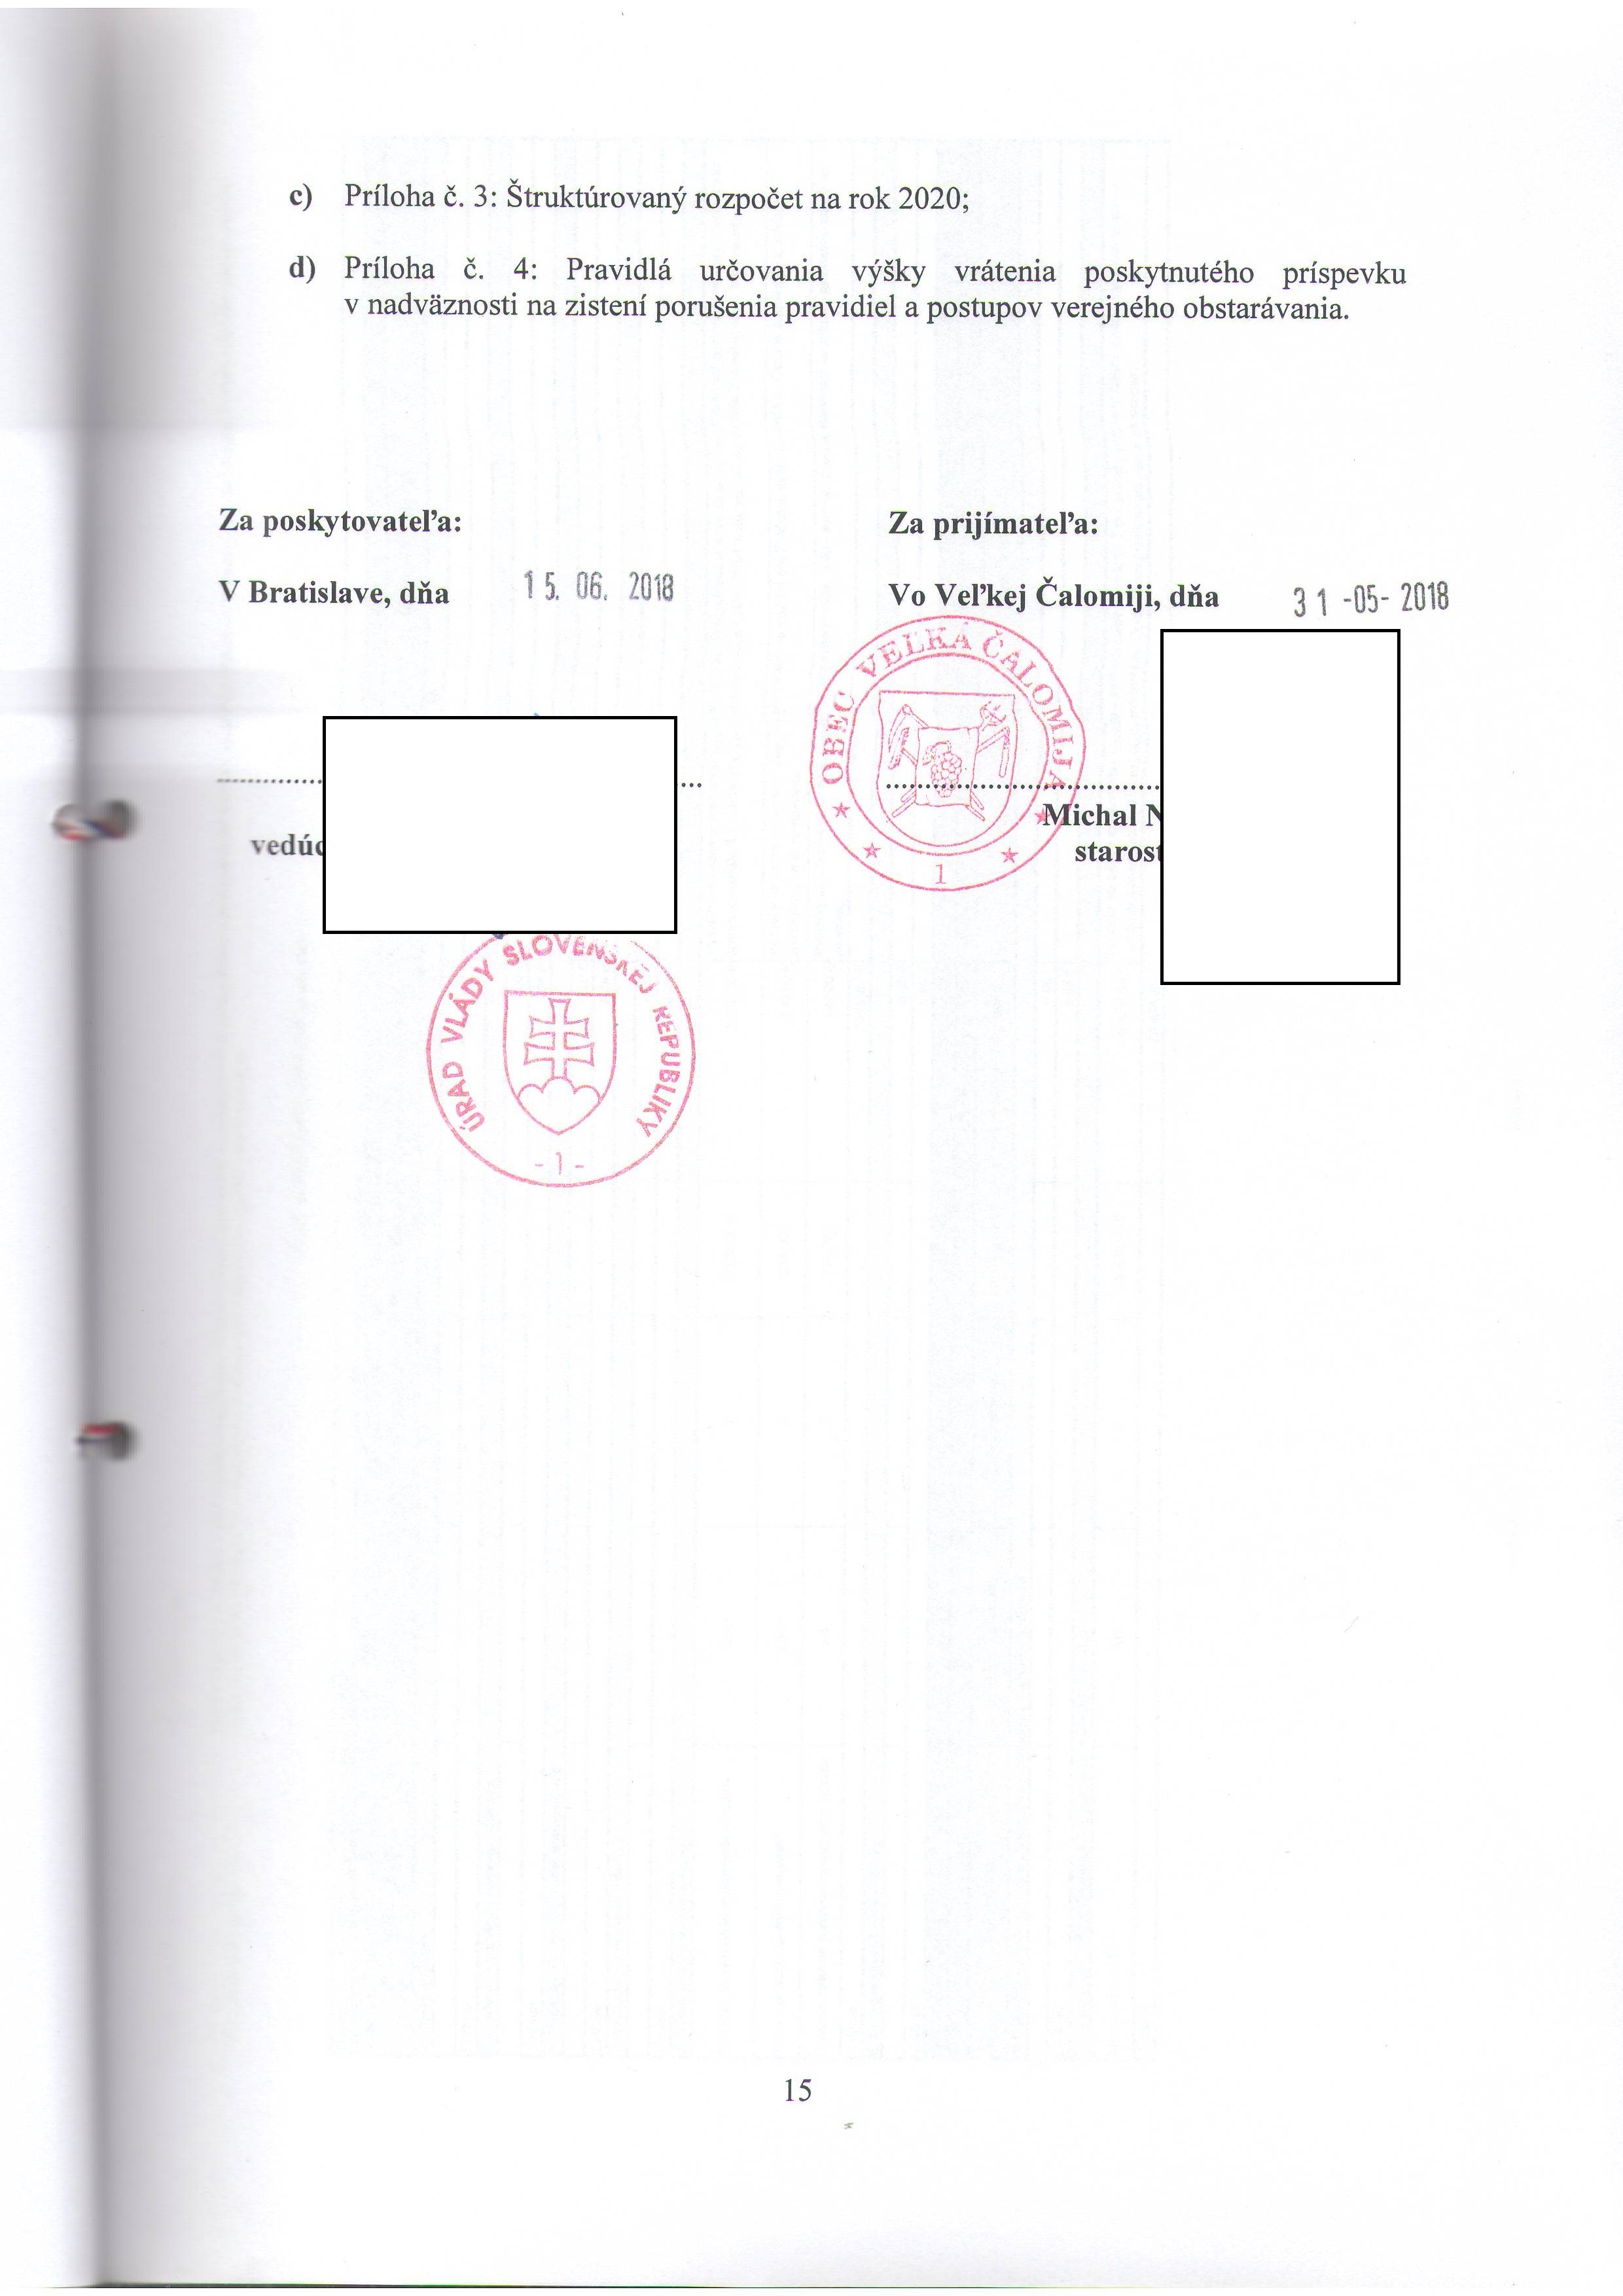 c) Príloha č. 3: Štruktúrovaný rozpočet na rok 2020;
d) Príloha č. 4: Pravidlá určovania výšky vrátenia poskytnutého príspevku
v nadväznosti na zistení porušenia pravidiel a postupov verejného obstarávania.
Za poskytovateľa:
Za prijímateľa:
V Bratislave, dňa 15. 06. 2018
Vo Veľkej Čalomiji, dňa 31 -05- 2018
OBEC VEĽKÁ ČALOMIJA
1
Michal
ÚRAD VLÁDY SLOVENSKEJ REPUBLIKY
- 1 -
15